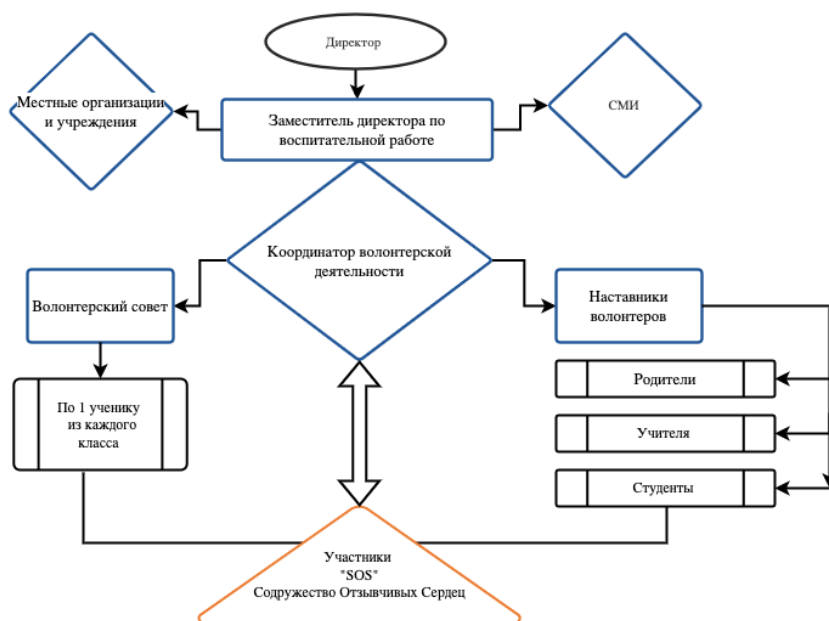 Директор
Местные организации
и учреждения
Заместитель директора по
воспитательной работе
СМИ
Координатор волонтерской
деятельности
Волонтерский совет
Наставники
волонтеров
По 1 ученику
из каждого
класса
Родители
Учителя
Студенты
Участники
"SOS"
Содружество Отзывчивых Сердец